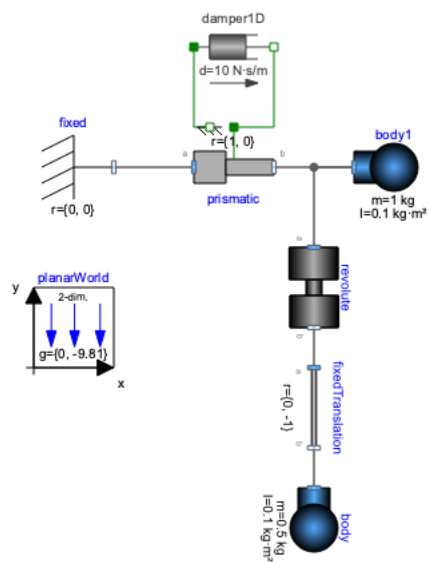 damper1D
d=10 N·s/m
fixed
r={1, 0}
body1
a
b
r={0, 0}
prismatic
m=1 kg
I=0.1 kg·m²
a
revolute
b
planarWorld
y
2-dim.
g={0, -9.81}
x
a
fixedTranslation
r={0, -1}
b
body
m=0.5 kg
I=0.1 kg·m²